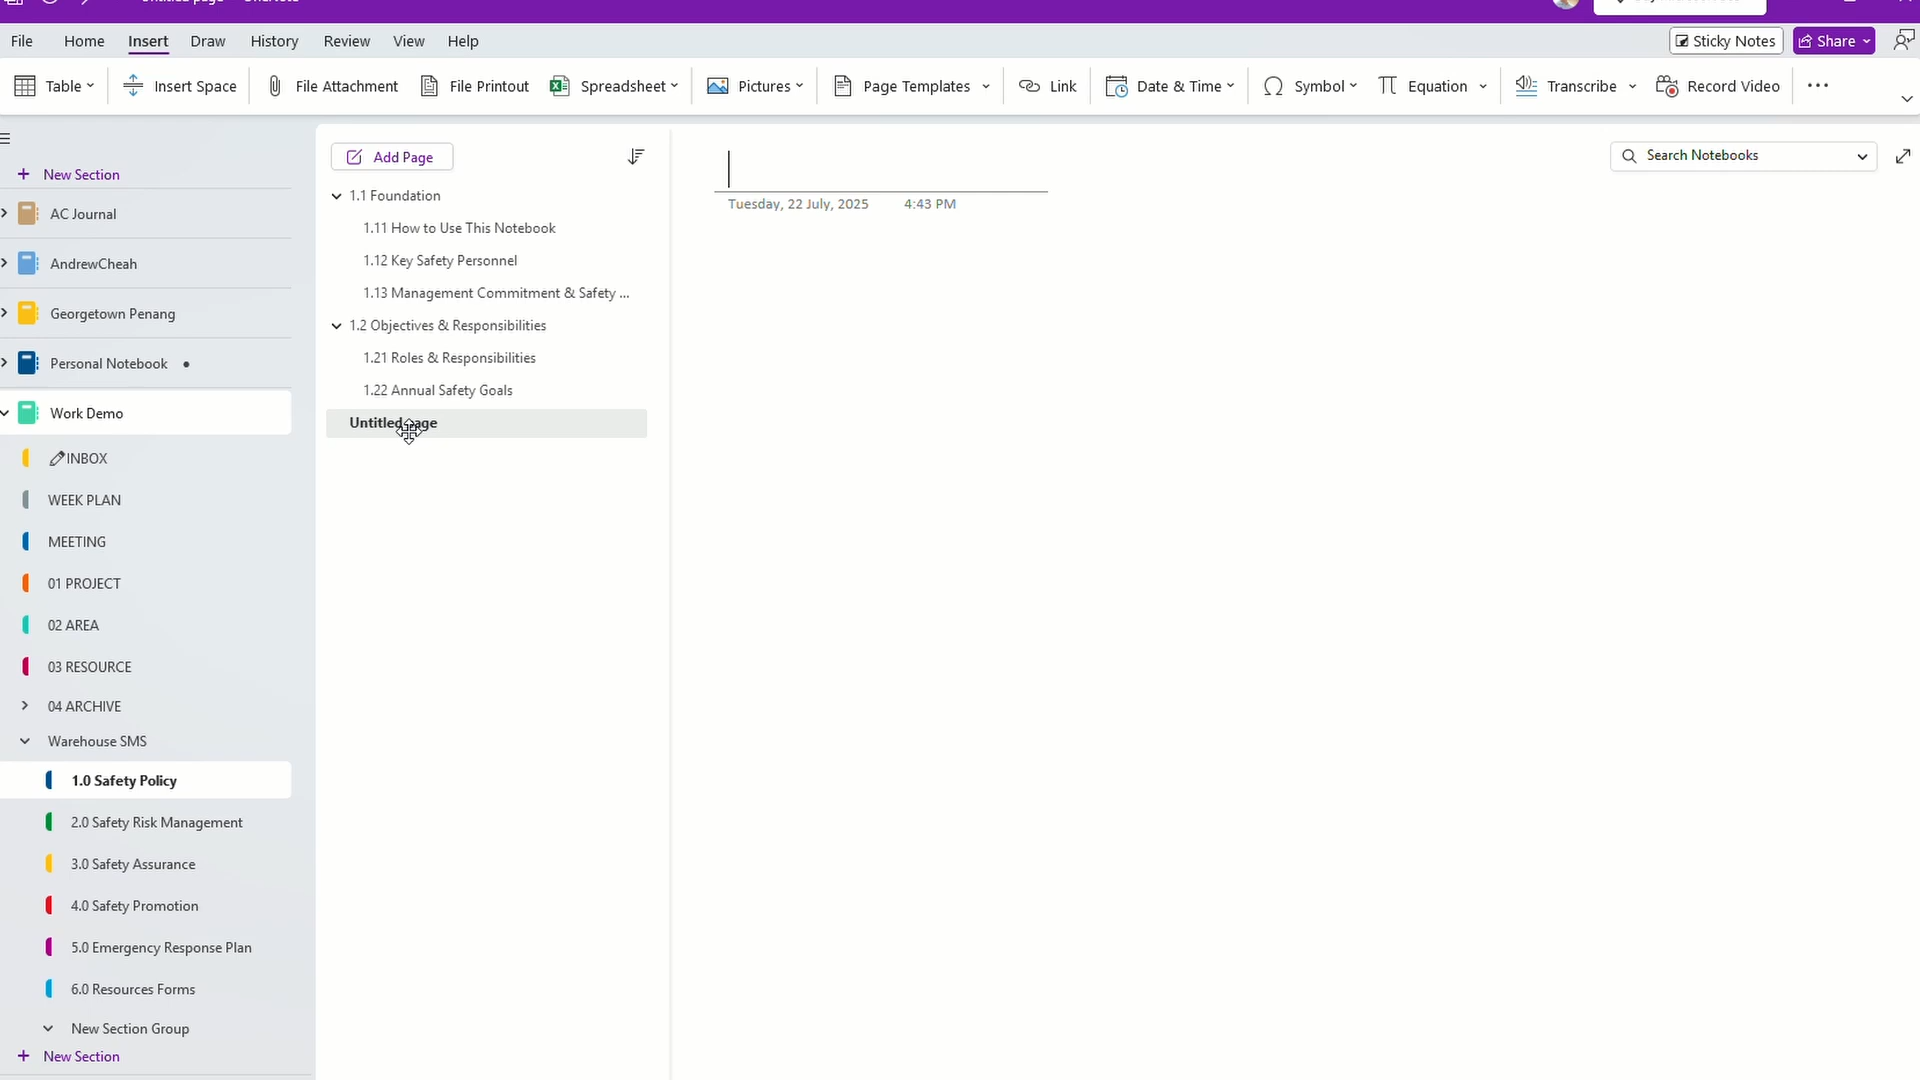 File Home Insert Draw History Review View Help Sticky Notes Share
Table Insert Space File Attachment File Printout Spreadsheet Pictures Page Templates Link Date & Time Symbol Equation Transcribe Record Video
New Section
AC Journal
AndrewCheah
Georgetown Penang
Personal Notebook
Work Demo
INBOX
WEEK PLAN
MEETING
01 PROJECT
02 AREA
03 RESOURCE
04 ARCHIVE
Warehouse SMS
1.0 Safety Policy
2.0 Safety Risk Management
3.0 Safety Assurance
4.0 Safety Promotion
5.0 Emergency Response Plan
6.0 Resources Forms
New Section Group
New Section
Add Page
1.1 Foundation
1.11 How to Use This Notebook
1.12 Key Safety Personnel
1.13 Management Commitment & Safety ...
1.2 Objectives & Responsibilities
1.21 Roles & Responsibilities
1.22 Annual Safety Goals
Untitled page
Tuesday, 22 July, 2025 4:43 PM
Search Notebooks